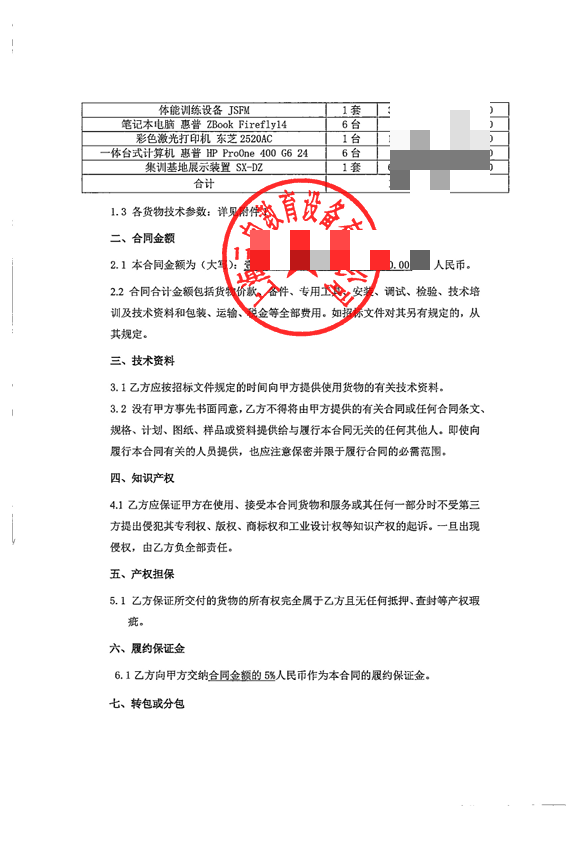 体能训练设备 JSFM 1套
笔记本电脑 惠普 ZBook Firefly14 6台
彩色激光打印机 东芝2520AC 1台
一体台式计算机 惠普 HP ProOne 400 G6 24 6台
集训基地展示装置 SX-DZ 1套
合计
1.3 各货物技术参数：详见附件
教育设备
二、合同金额
2.1 本合同金额为（大写）： 0.00 人民币。
2.2 合同合计金额包括货物价款、备件、专用工具、安装、调试、检验、技术培
训及技术资料和包装、运输、税金等全部费用。如招标文件对其另有规定的，从
其规定。
三、技术资料
3.1 乙方应按招标文件规定的时间向甲方提供使用货物的有关技术资料。
3.2 没有甲方事先书面同意，乙方不得将由甲方提供的有关合同或任何合同条文、
规格、计划、图纸、样品或资料提供给与履行本合同无关的任何其他人。即使向
履行本合同有关的人员提供，也应注意保密并限于履行合同的必需范围。
四、知识产权
4.1 乙方应保证甲方在使用、接受本合同货物和服务或其任何一部分时不受第三
方提出侵犯其专利权、版权、商标权和工业设计权等知识产权的起诉。一旦出现
侵权，由乙方负全部责任。
五、产权担保
5.1 乙方保证所交付的货物的所有权完全属于乙方且无任何抵押、查封等产权瑕
疵。
六、履约保证金
6.1 乙方向甲方交纳合同金额的5%人民币作为本合同的履约保证金。
七、转包或分包